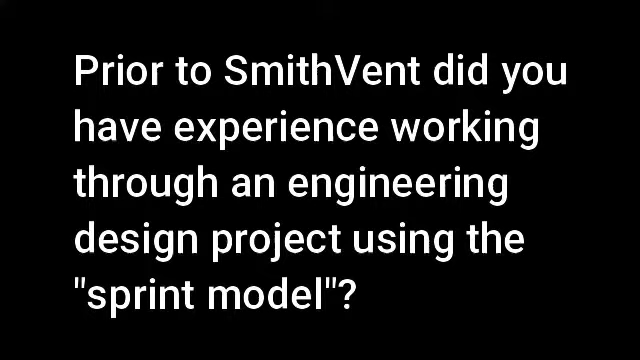 Prior to SmithVent did you
have experience working
through an engineering
design project using the
"sprint model"?